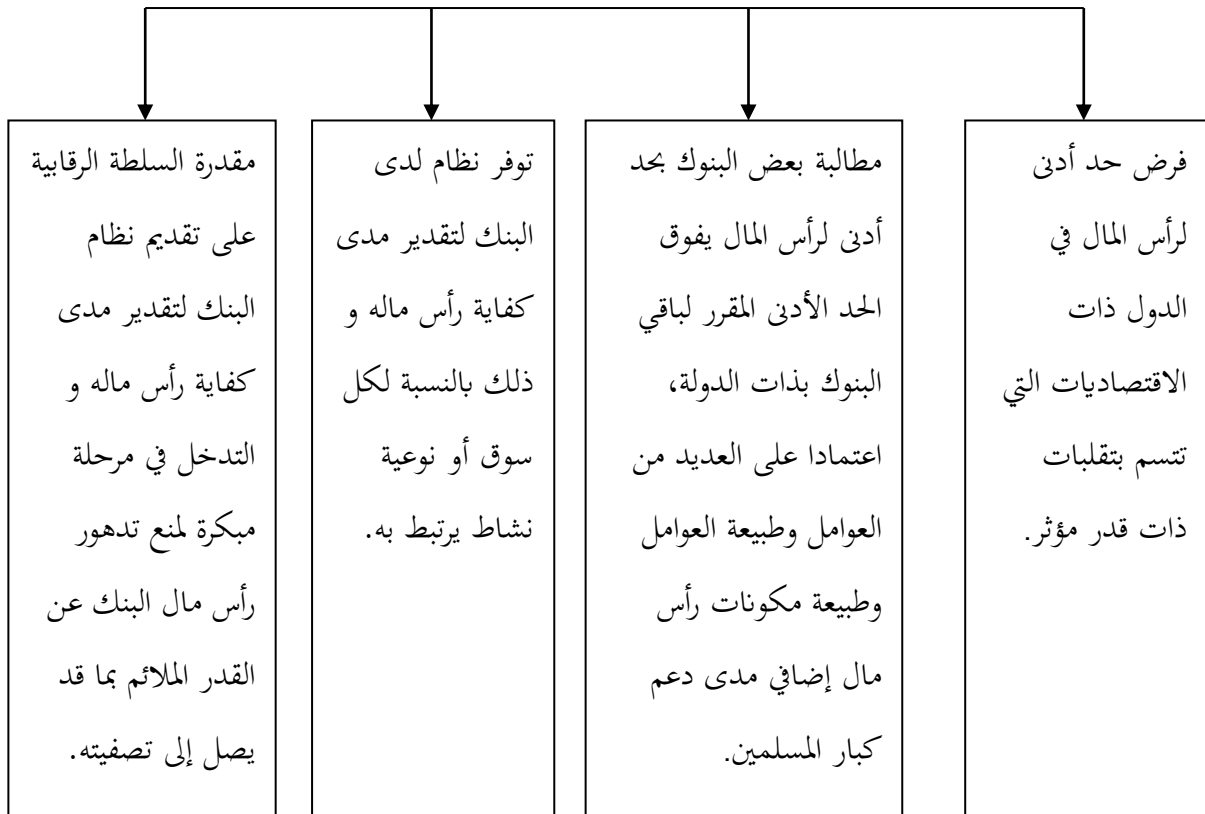 فرض حد أدنى
لرأس المال في
الدول ذات
الاقتصاديات التي
تتسم بتقلبات
ذات قدر مؤثر.
مطالبة بعض البنوك بحد
أدنى لرأس المال يفوق
الحد الأدنى المقرر لباقي
البنوك بذات الدولة،
اعتمادا على العديد من
العوامل وطبيعة العوامل
وطبيعة مكونات رأس
مال إضافي مدى دعم
كبار المسلمين.
توفر نظام لدى
البنك لتقدير مدى
كفاية رأس ماله و
ذلك بالنسبة لكل
سوق أو نوعية
نشاط يرتبط به.
مقدرة السلطة الرقابية
على تقديم نظام
البنك لتقدير مدى
كفاية رأس ماله و
التدخل في مرحلة
مبكرة لمنع تدهور
رأس مال البنك عن
القدر الملائم بما قد
يصل إلى تصفيته.